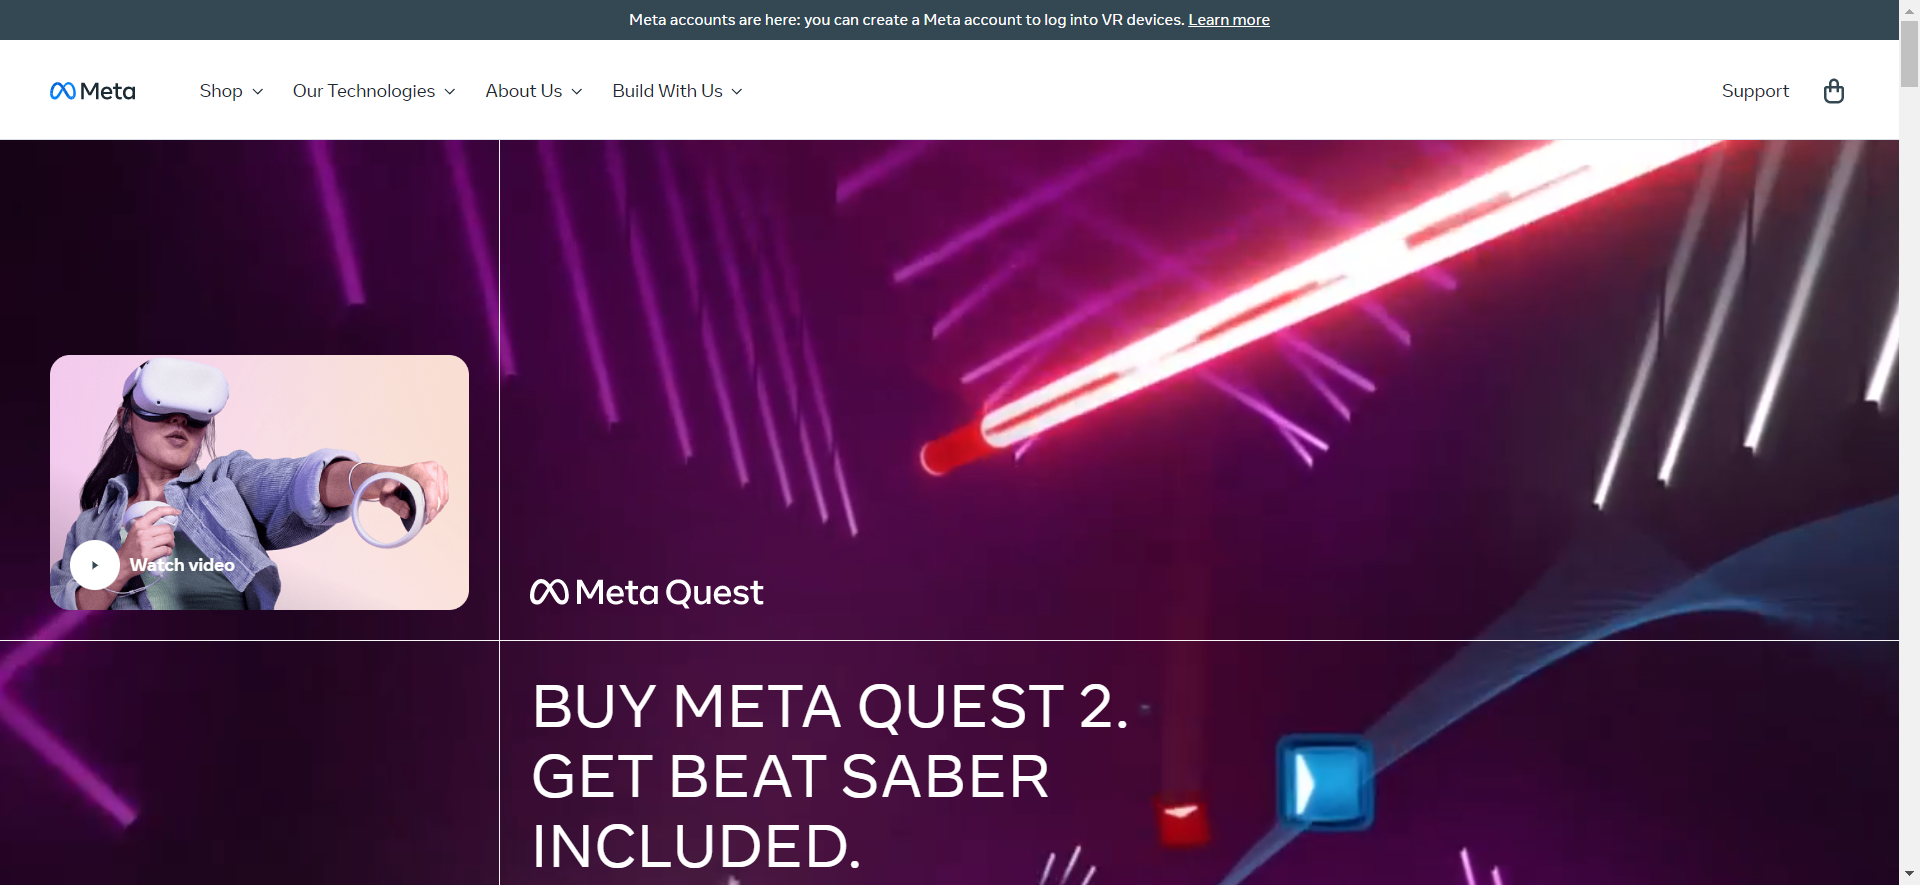 Meta accounts are here: you can create a Meta account to log into VR devices. Learn more
Meta
Shop
Our Technologies
About Us
Build With Us
Support
Watch video
Meta Quest
BUY META QUEST 2.
GET BEAT SABER
INCLUDED.